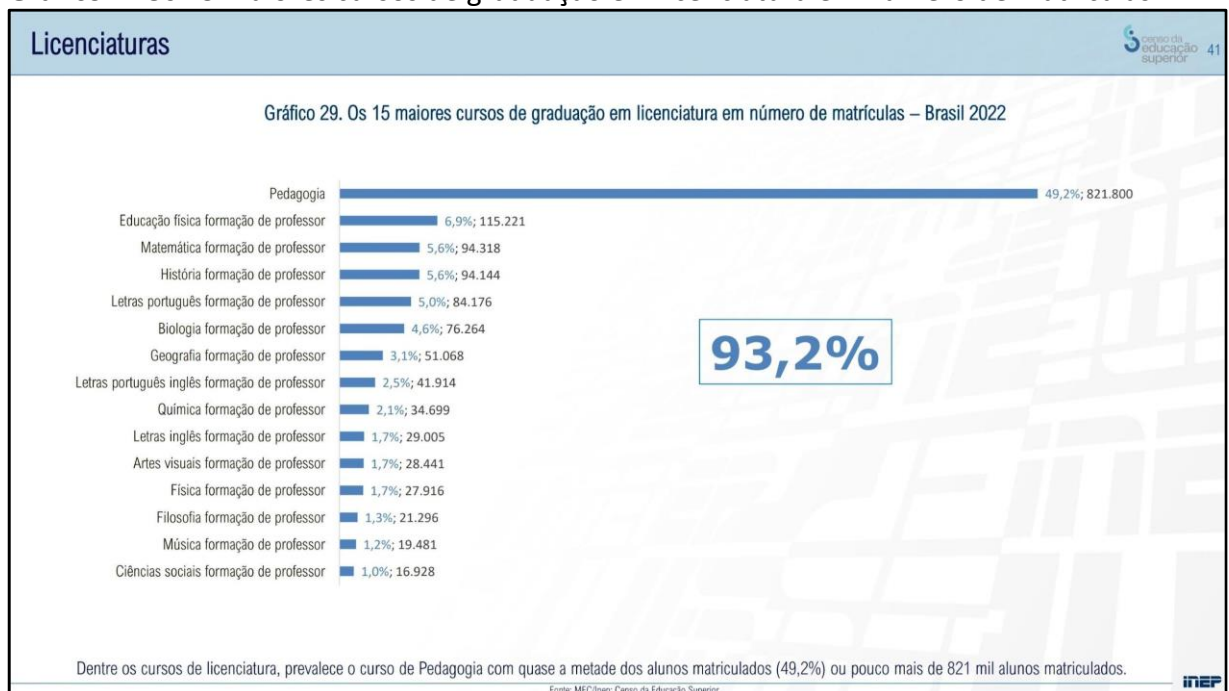 Licenciaturas
censo da
educação
superior
41
Gráfico 29. Os 15 maiores cursos de graduação em licenciatura em número de matrículas – Brasil 2022
Pedagogia 49,2%; 821.800
Educação física formação de professor 6,9%; 115.221
Matemática formação de professor 5,6%; 94.318
História formação de professor 5,6%; 94.144
Letras português formação de professor 5,0%; 84.176
Biologia formação de professor 4,6%; 76.264
Geografia formação de professor 3,1%; 51.068
Letras português inglês formação de professor 2,5%; 41.914
Química formação de professor 2,1%; 34.699
Letras inglês formação de professor 1,7%; 29.005
Artes visuais formação de professor 1,7%; 28.441
Física formação de professor 1,7%; 27.916
Filosofia formação de professor 1,3%; 21.296
Música formação de professor 1,2%; 19.481
Ciências sociais formação de professor 1,0%; 16.928
93,2%
Dentre os cursos de licenciatura, prevalece o curso de Pedagogia com quase a metade dos alunos matriculados (49,2%) ou pouco mais de 821 mil alunos matriculados.
Fonte: MEC/Inep; Censo da Educação Superior
inep